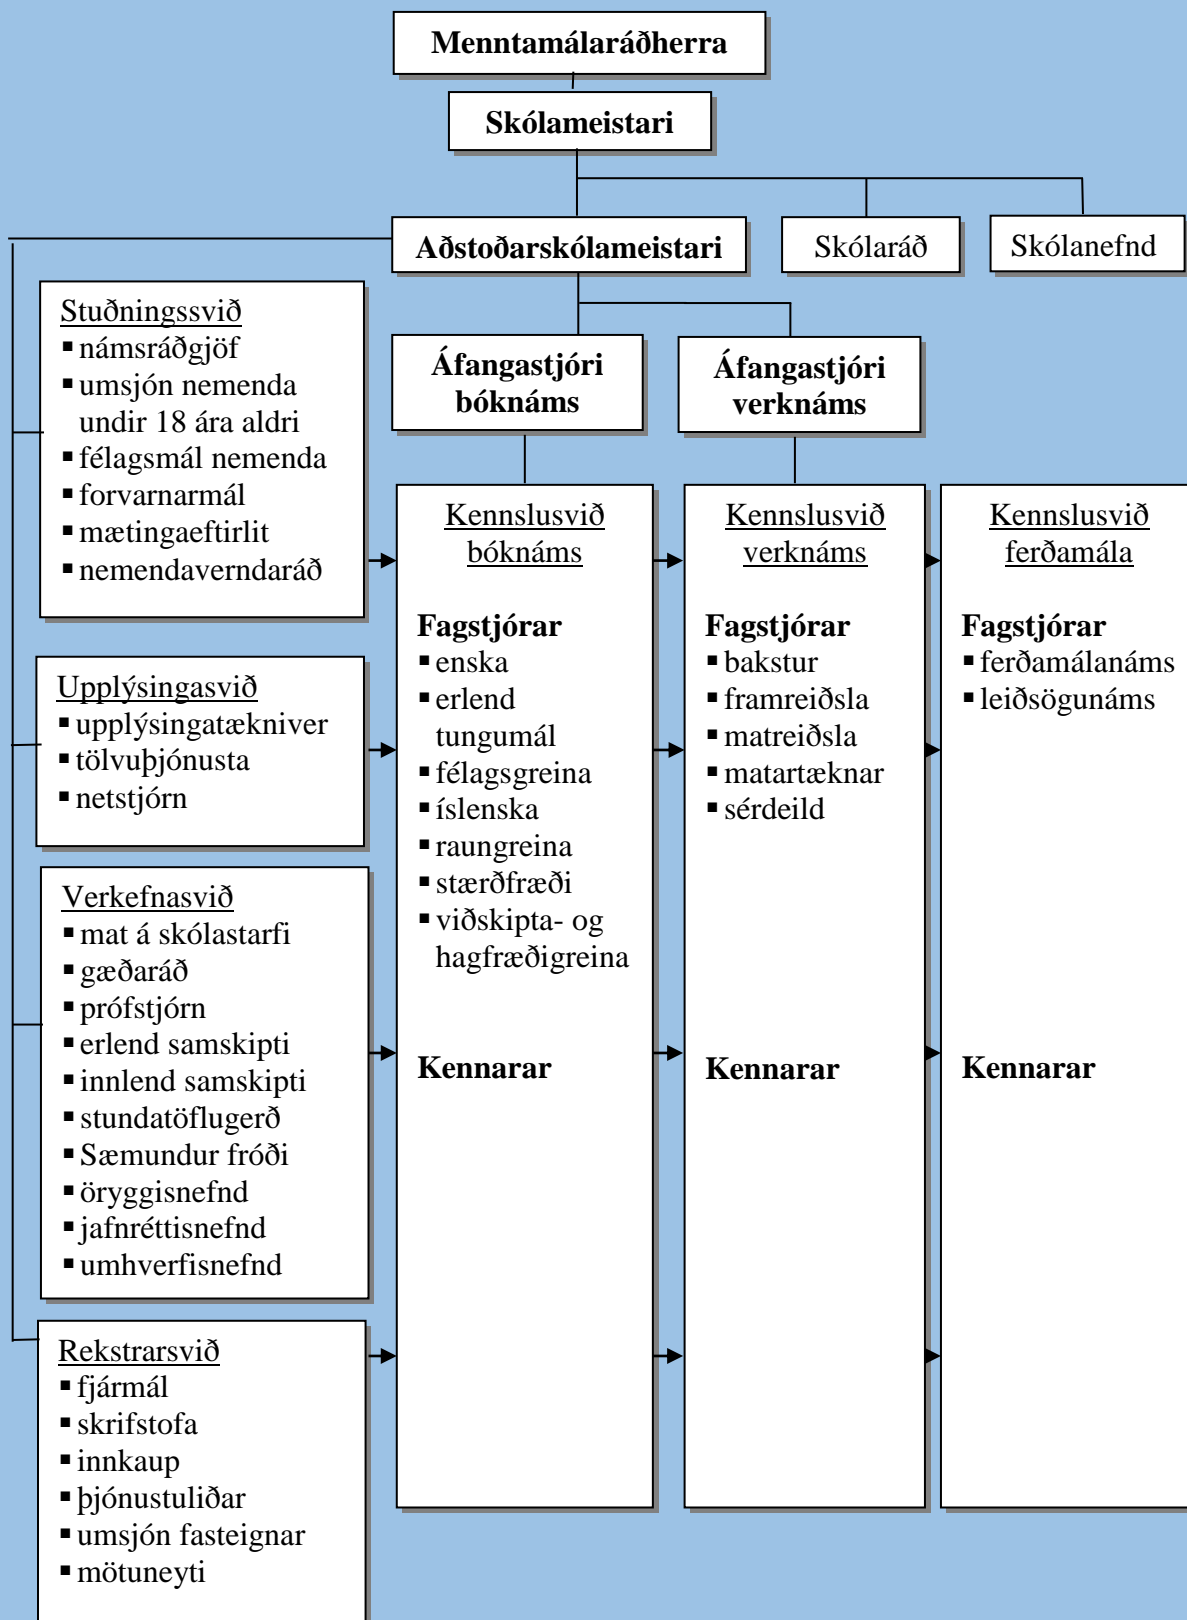 Menntamálaráðherra
Skólameistari
Aðstoðarskólameistari
Skólaráð
Skólanefnd
Áfangastjóri
bóknáms
Áfangastjóri
verknáms
Stuðningssvið
▪ námsráðgjöf
▪ umsjón nemenda
undir 18 ára aldri
▪ félagsmál nemenda
▪ forvarnarmál
▪ mætingaeftirlit
▪ nemendaverndaráð
Upplýsingasvið
▪ upplýsingatækniver
▪ tölvuþjónusta
▪ netstjórn
Verkefnasvið
▪ mat á skólastarfi
▪ gæðaráð
▪ prófstjórn
▪ erlend samskipti
▪ innlend samskipti
▪ stundatöflugerð
▪ Sæmundur fróði
▪ öryggisnefnd
▪ jafnréttisnefnd
▪ umhverfisnefnd
Rekstrarsvið
▪ fjármál
▪ skrifstofa
▪ innkaup
▪ þjónustuliðar
▪ umsjón fasteignar
▪ mötuneyti
Kennslusvið
bóknáms
Fagstjórar
▪ enska
▪ erlend
tungumál
▪ félagsgreina
▪ íslenska
▪ raungreina
▪ stærðfræði
▪ viðskipta- og
hagfræðigreina
Kennarar
Kennslusvið
verknáms
Fagstjórar
▪ bakstur
▪ framreiðsla
▪ matreiðsla
▪ matartæknar
▪ sérdeild
Kennarar
Kennslusvið
ferðamála
Fagstjórar
▪ ferðamálanáms
▪ leiðsögunáms
Kennarar